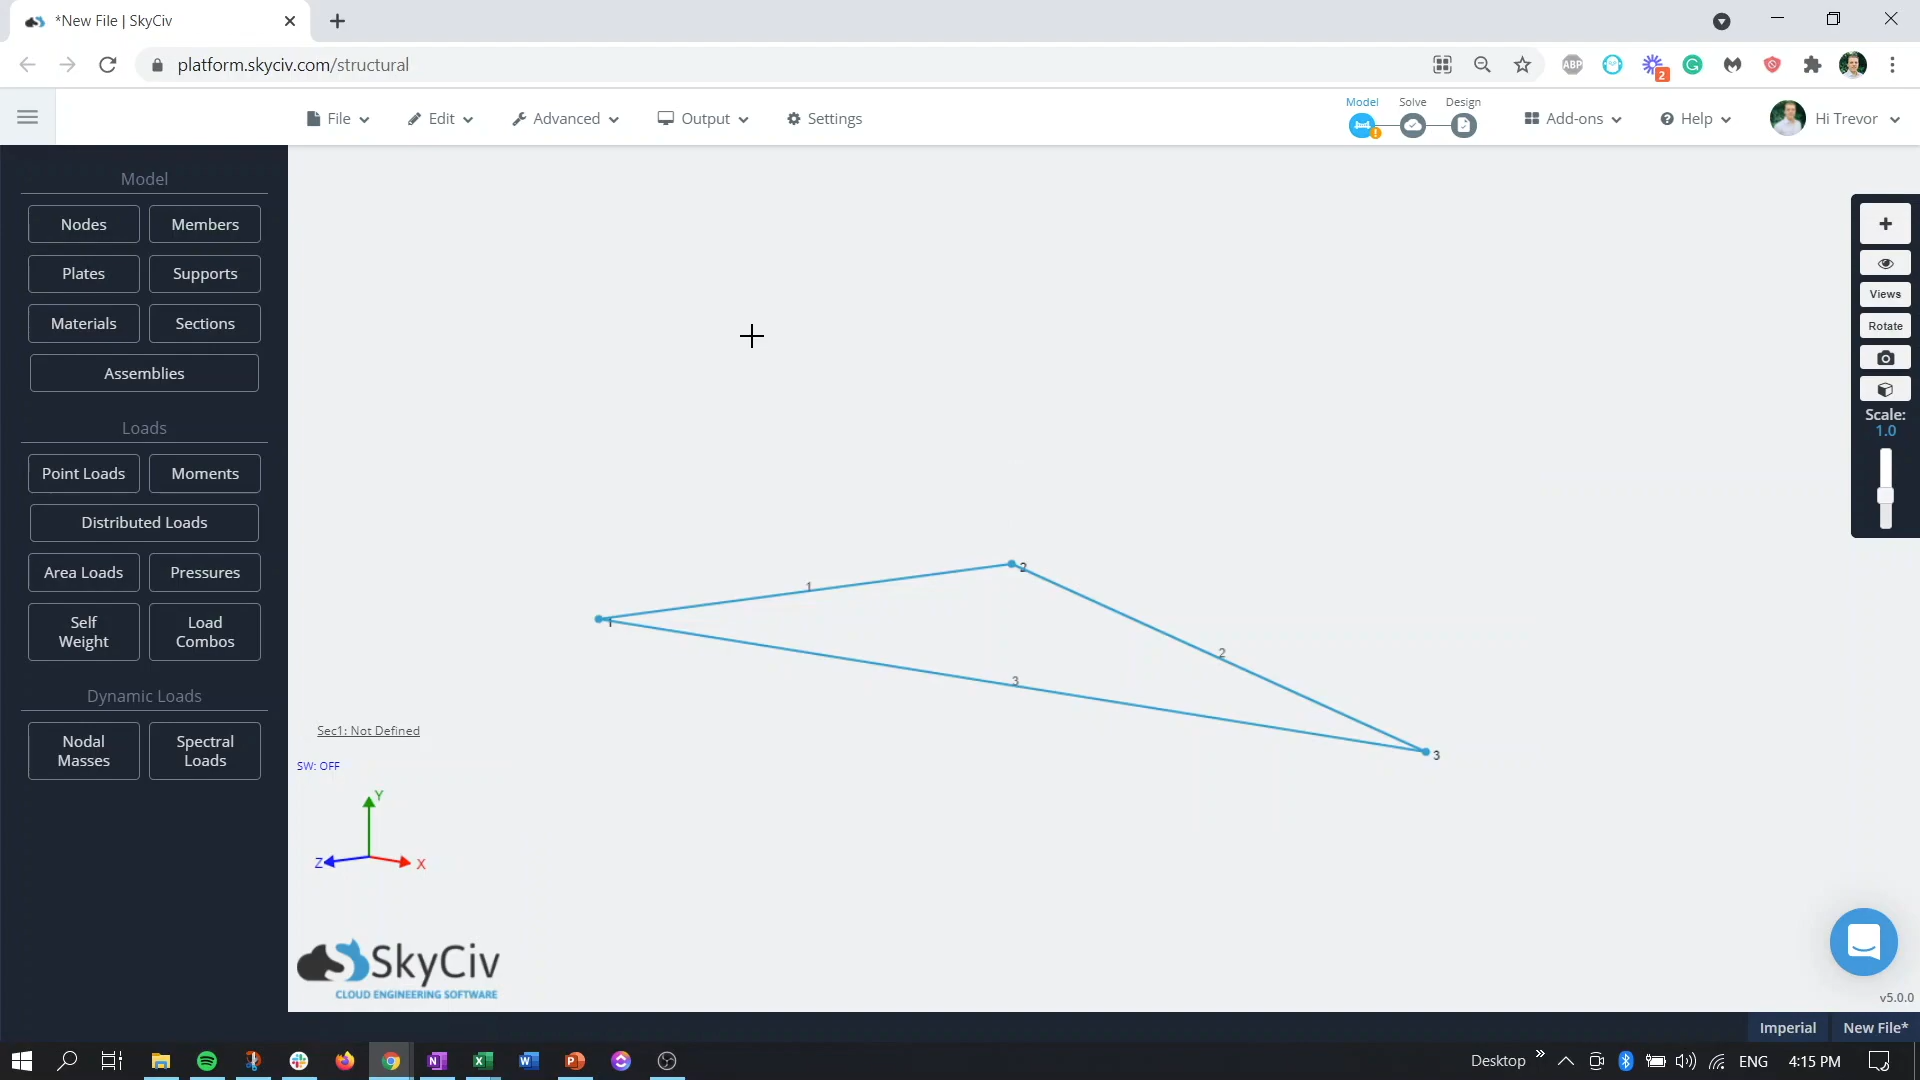 *New File | SkyCiv
platform.skyciv.com/structural
ABP
2
File
Edit
Advanced
Output
Settings
Model
Solve
Design
Add-ons
Help
Hi Trevor
Model
Nodes
Members
Plates
Supports
Materials
Sections
Assemblies
Loads
Point Loads
Moments
Distributed Loads
Area Loads
Pressures
Self
Weight
Load
Combos
Dynamic Loads
Nodal
Masses
Spectral
Loads
Views
Rotate
Scale:
1.0
2
1
1
2
3
3
Sec1: Not Defined
SW: OFF
Y
Z
X
SkyCiv
CLOUD ENGINEERING SOFTWARE
v5.0.0
Imperial
New File*
Desktop
ENG
4:15 PM